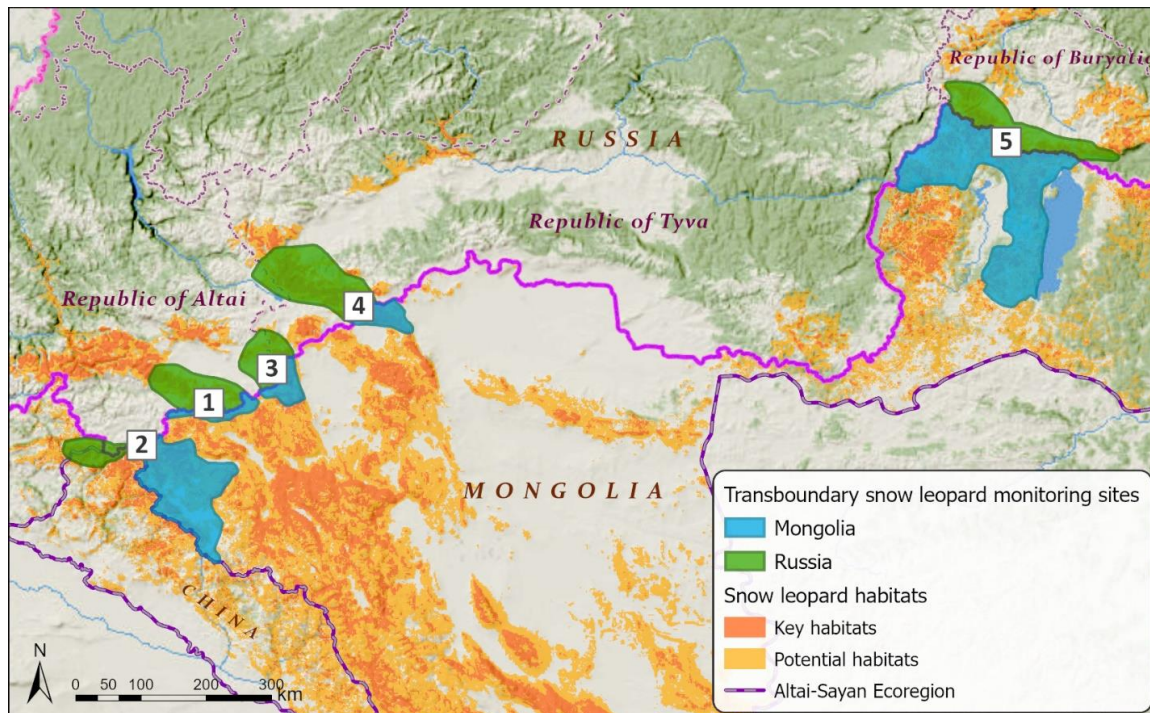 Republic of Buryatia
RUSSIA
5
Republic of Tyva
Republic of Altai
4
3
1
2
MONGOLIA
CHINA
N
0 50 100 200 300
km
Transboundary snow leopard monitoring sites
Mongolia
Russia
Snow leopard habitats
Key habitats
Potential habitats
Altai-Sayan Ecoregion